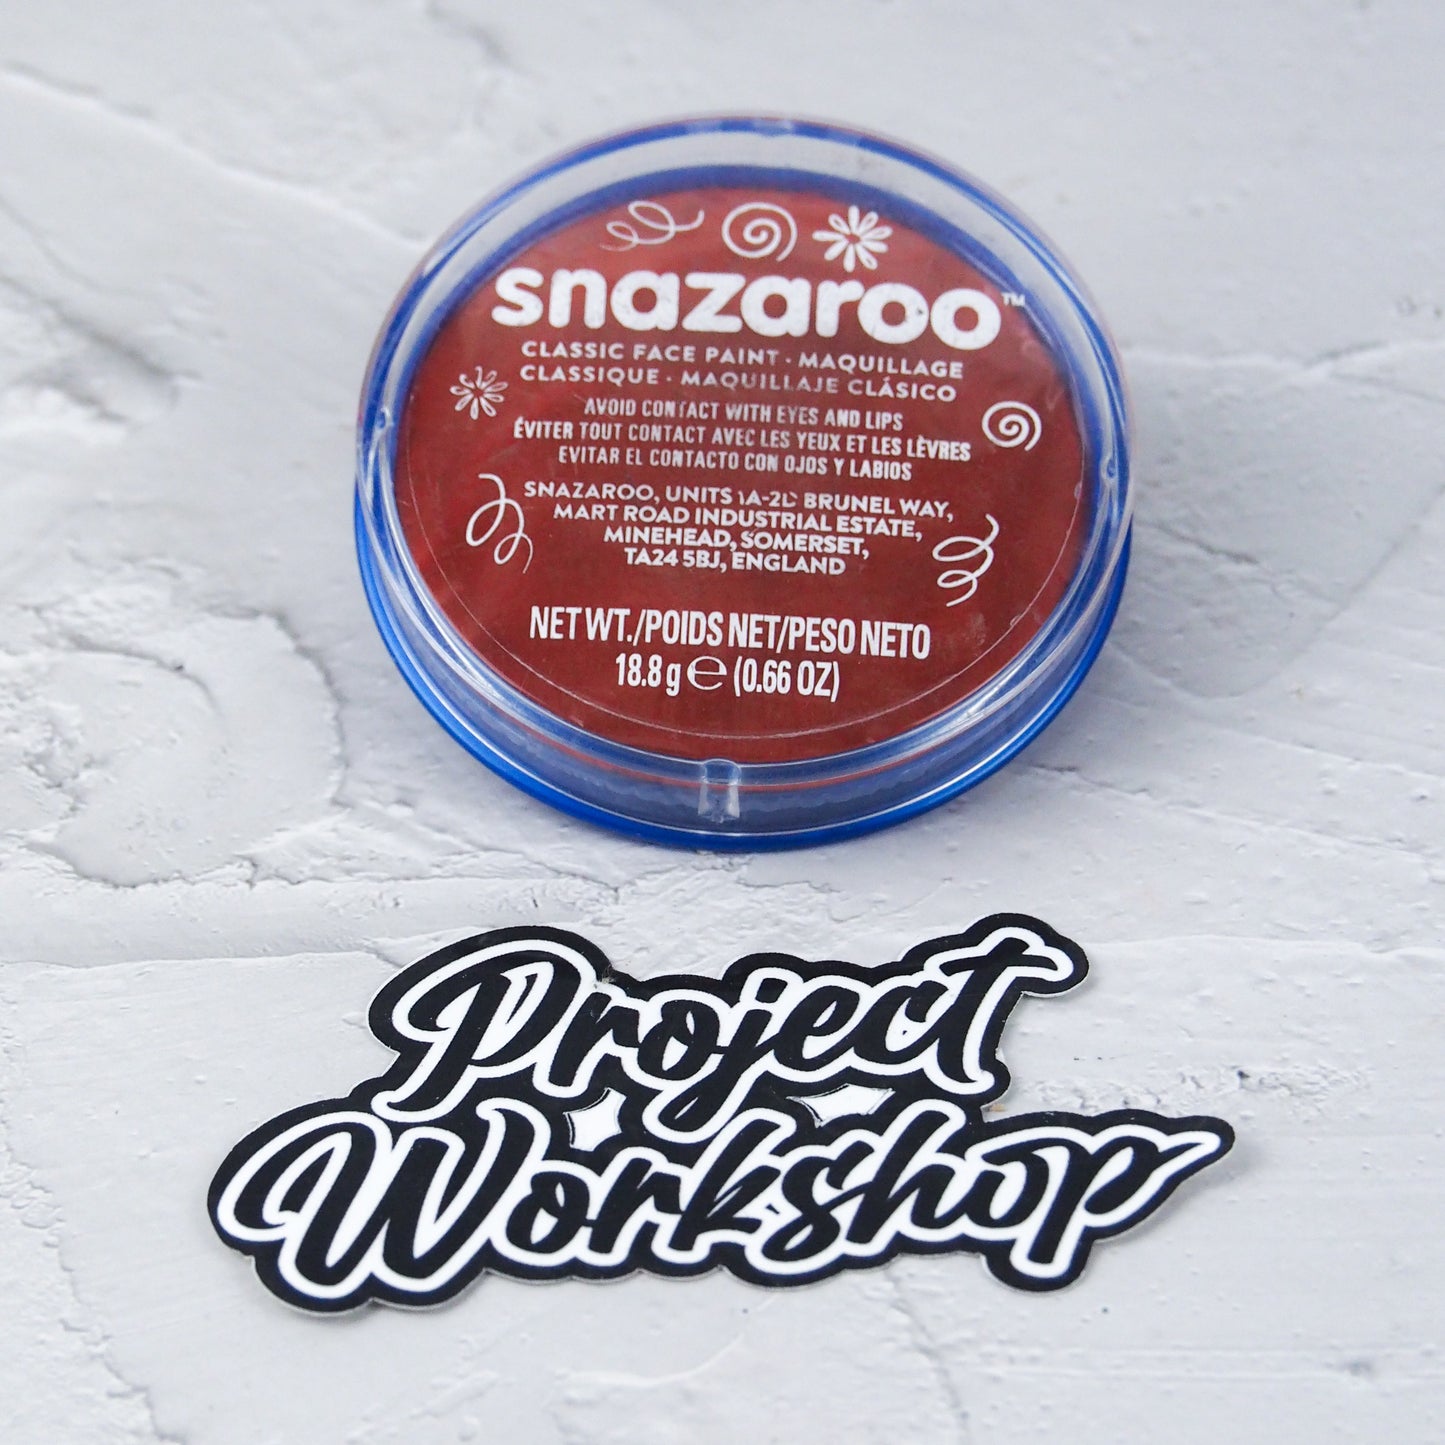 snazaroo™
CLASSIC FACE PAINT · MAQUILLAGE
CLASSIQUE · MAQUILLAJE CLÁSICO
AVOID CONTACT WITH EYES AND LIPS
ÉVITER TOUT CONTACT AVEC LES YEUX ET LES LÈVRES
EVITAR EL CONTACTO CON OJOS Y LABIOS
SNAZAROO, UNITS 1A-2D BRUNEL WAY,
MART ROAD INDUSTRIAL ESTATE,
MINEHEAD, SOMERSET,
TA24 5BJ, ENGLAND
NET WT./POIDS NET/PESO NETO
18.8 g ℮ (0.66 OZ)
Project
Workshop